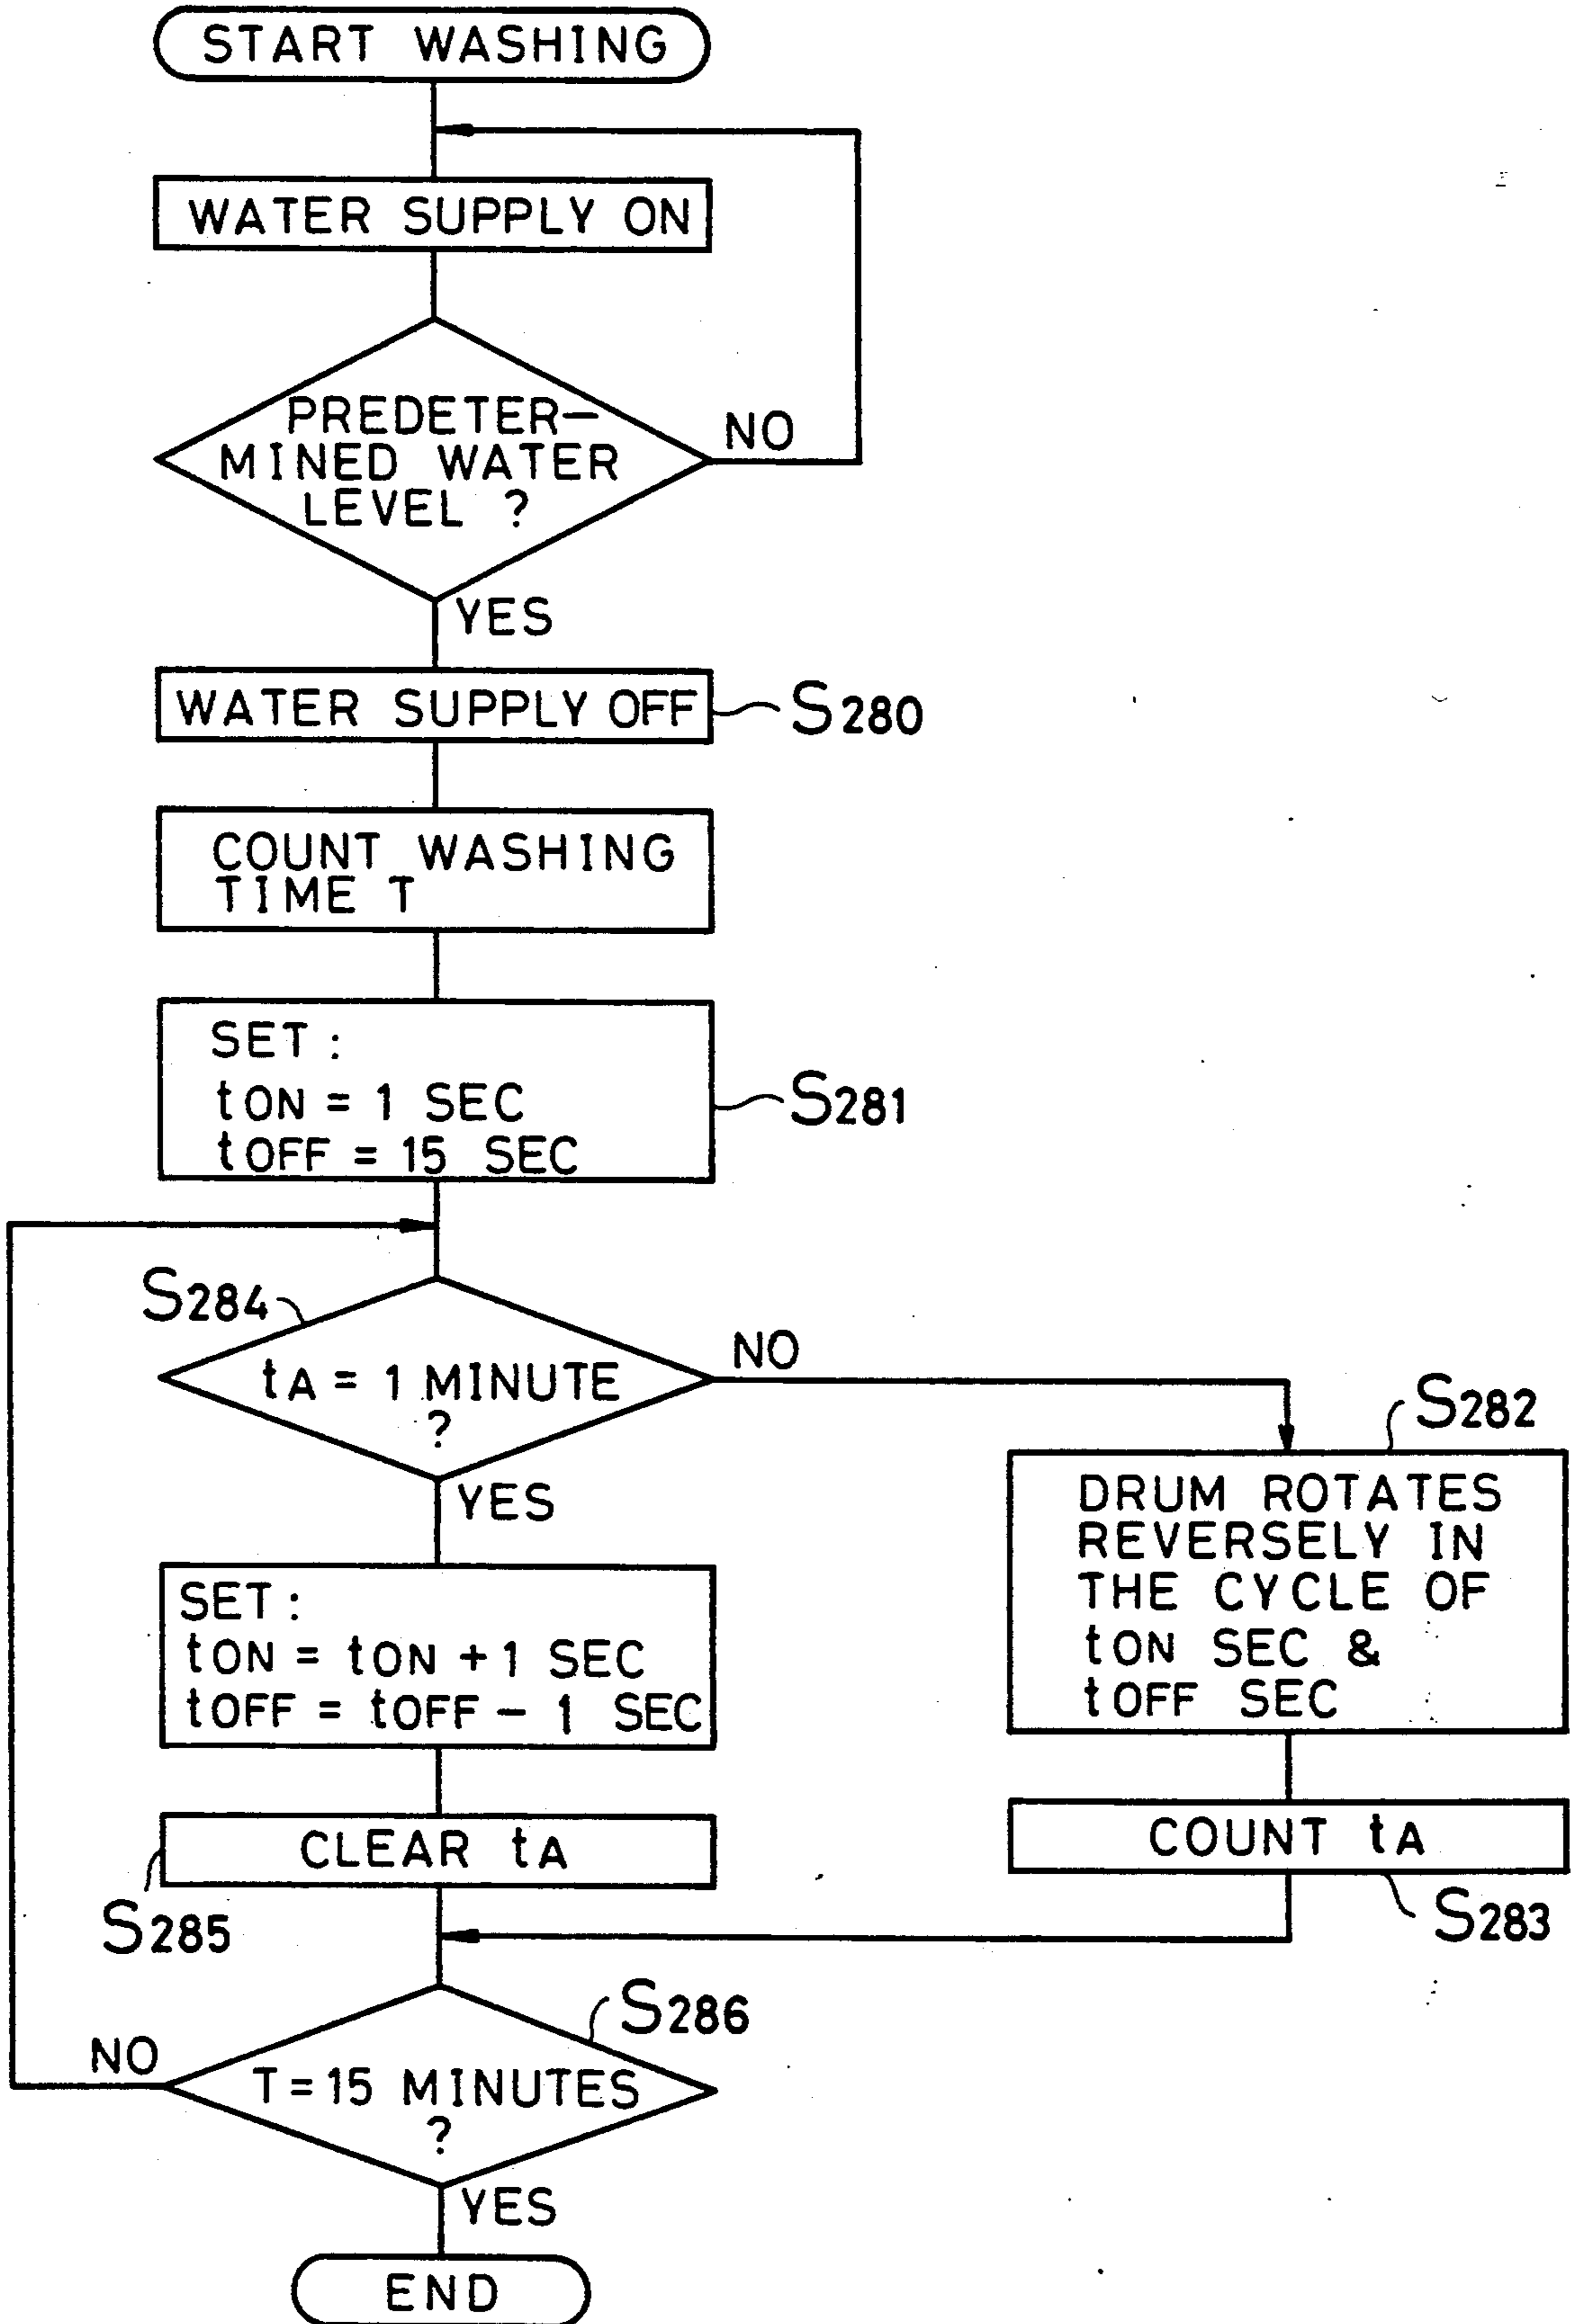 START WASHING
WATER SUPPLY ON
PREDETER-
MINED WATER
LEVEL ?
NO
YES
WATER SUPPLY OFF
S280
COUNT WASHING
TIME T
SET :
tON = 1 SEC
tOFF = 15 SEC
S281
S284
tA = 1 MINUTE
?
NO
YES
S282
DRUM ROTATES
REVERSELY IN
THE CYCLE OF
tON SEC &
tOFF SEC
SET :
tON = tON + 1 SEC
tOFF = tOFF - 1 SEC
CLEAR tA
S285
COUNT tA
S283
S286
T = 15 MINUTES
?
NO
YES
END